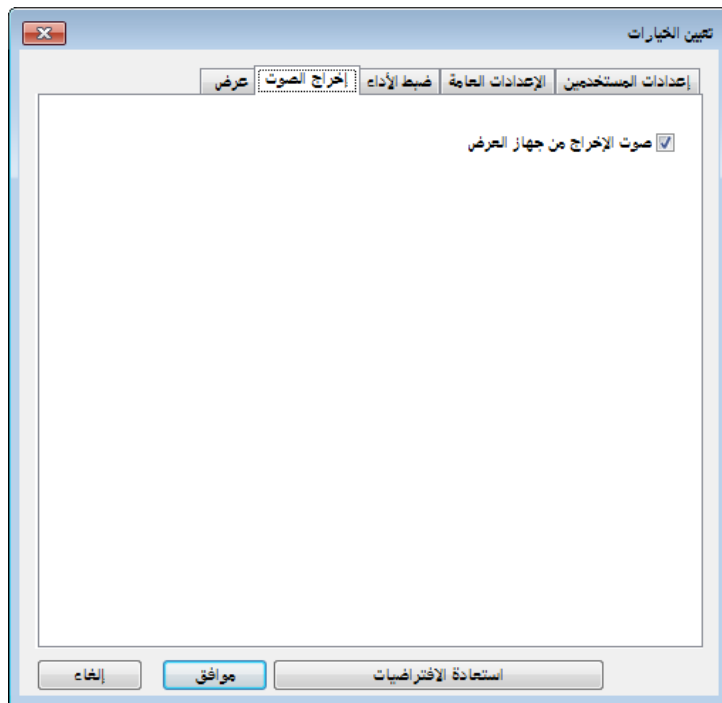 تعيين الخيارات
إعدادات المستخدمين الإعدادات العامة ضبط الأداء إخراج الصوت عرض
صوت الإخراج من جهاز العرض
استعادة الافتراضيات موافق إلغاء